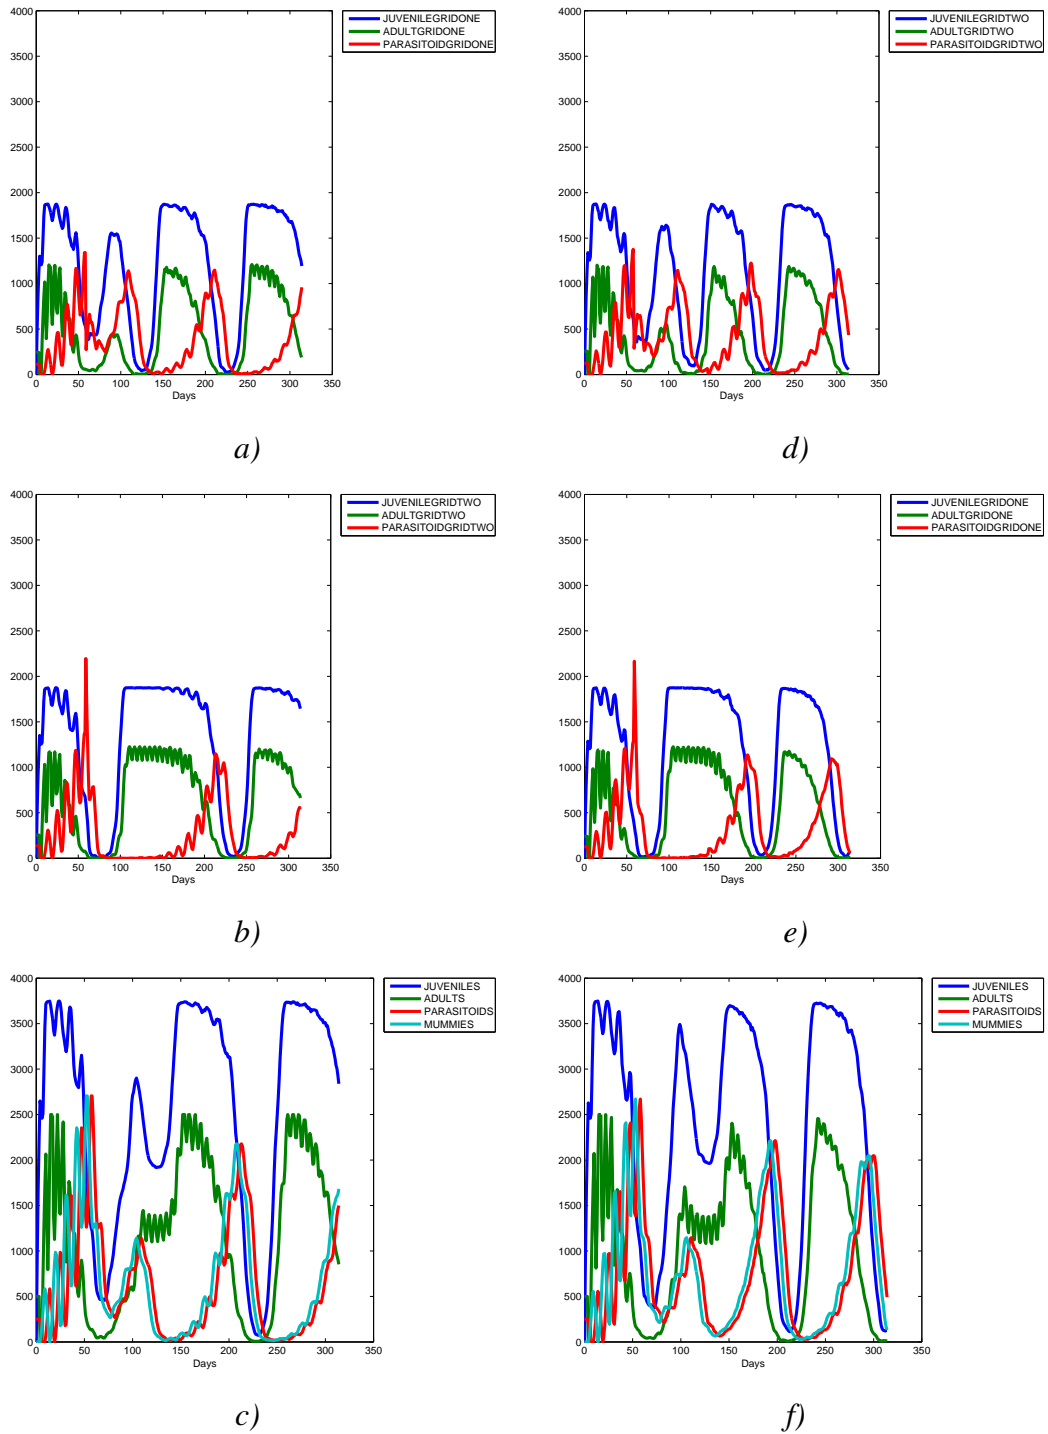 4000
3500
3000
2500
2000
1500
1000
500
0
0 50 100 150 200 250 300 350
Days
JUVENILEGRIDONE
ADULTGRIDONE
PARASITOIDGRIDONE
a)
4000
3500
3000
2500
2000
1500
1000
500
0
0 50 100 150 200 250 300 350
Days
JUVENILEGRIDTWO
ADULTGRIDTWO
PARASITOIDGRIDTWO
d)
4000
3500
3000
2500
2000
1500
1000
500
0
0 50 100 150 200 250 300 350
Days
JUVENILEGRIDTWO
ADULTGRIDTWO
PARASITOIDGRIDTWO
b)
4000
3500
3000
2500
2000
1500
1000
500
0
0 50 100 150 200 250 300 350
Days
JUVENILEGRIDONE
ADULTGRIDONE
PARASITOIDGRIDONE
e)
4000
3500
3000
2500
2000
1500
1000
500
0
0 50 100 150 200 250 300 350
Days
JUVENILES
ADULTS
PARASITOIDS
MUMMIES
c)
4000
3500
3000
2500
2000
1500
1000
500
0
0 50 100 150 200 250 300 350
Days
JUVENILES
ADULTS
PARASITOIDS
MUMMIES
f)